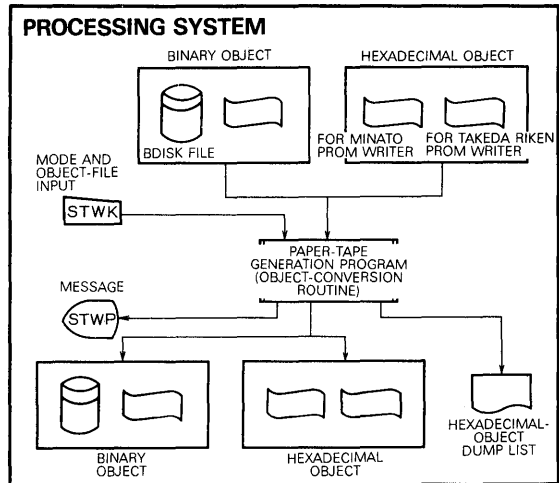 PROCESSING SYSTEM
BINARY OBJECT
HEXADECIMAL OBJECT
BDISK FILE
FOR MINATO
PROM WRITER
FOR TAKEDA RIKEN
PROM WRITER
MODE AND
OBJECT-FILE
INPUT
STWK
PAPER-TAPE
GENERATION PROGRAM
(OBJECT-CONVERSION
ROUTINE)
MESSAGE
STWP
BINARY
OBJECT
HEXADECIMAL
OBJECT
HEXADECIMAL-
OBJECT
DUMP LIST